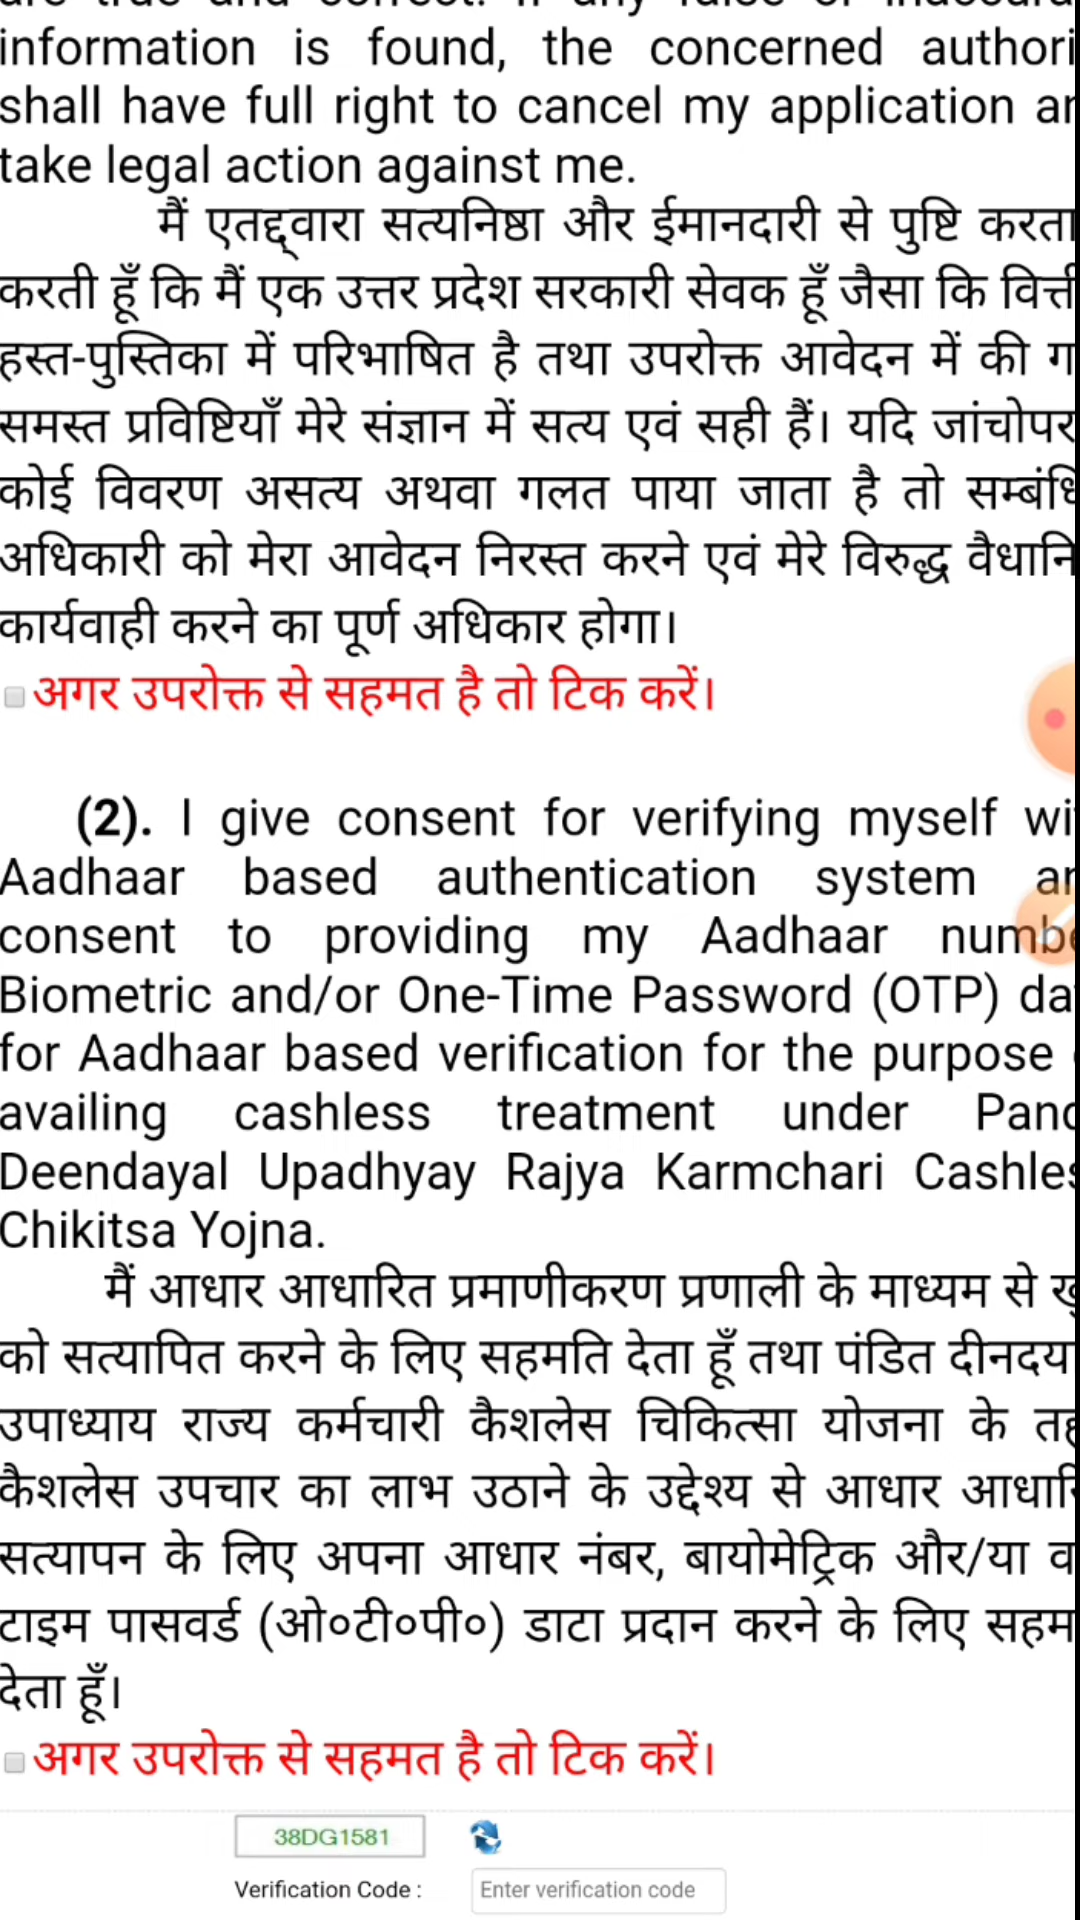 information is found, the concerned authori
shall have full right to cancel my application
take legal action against me.
मैं एतद्द्वारा सत्यनिष्ठा और ईमानदारी से पुष्टि करता
करती हूँ कि मैं एक उत्तर प्रदेश सरकारी सेवक हूँ जैसा कि वित्ती
हस्त-पुस्तिका में परिभाषित है तथा उपरोक्त आवेदन में की ग
समस्त प्रविष्टियाँ मेरे संज्ञान में सत्य एवं सही हैं। यदि जांचोपर
कोई विवरण असत्य अथवा गलत पाया जाता है तो सम्बंधि
अधिकारी को मेरा आवेदन निरस्त करने एवं मेरे विरुद्ध वैधानि
कार्यवाही करने का पूर्ण अधिकार होगा।
अगर उपरोक्त से सहमत है तो टिक करें।
(2). I give consent for verifying myself wi
Aadhaar based authentication system
consent to providing my Aadhaar numbe
Biometric and/or One-Time Password (OTP) da
for Aadhaar based verification for the purpose
availing cashless treatment under Pand
Deendayal Upadhyay Rajya Karmchari Cashles
Chikitsa Yojna.
मैं आधार आधारित प्रमाणीकरण प्रणाली के माध्यम से खु
को सत्यापित करने के लिए सहमति देता हूँ तथा पंडित दीनदया
उपाध्याय राज्य कर्मचारी कैशलेस चिकित्सा योजना के तह
कैशलेस उपचार का लाभ उठाने के उद्देश्य से आधार आधारि
सत्यापन के लिए अपना आधार नंबर, बायोमेट्रिक और/या व
टाइम पासवर्ड (ओ०टी०पी०) डाटा प्रदान करने के लिए सहम
देता हूँ।
अगर उपरोक्त से सहमत है तो टिक करें।
38DG1581
Verification Code :
Enter verification code